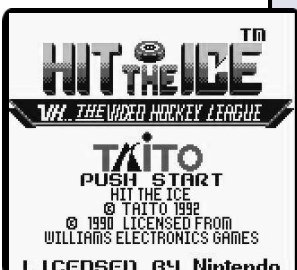 TM
HIT THE ICE
VHL THE VIDEO HOCKEY LEAGUE
TAITO
PUSH START
HIT THE ICE
© TAITO 1992
© 1990 LICENSED FROM
WILLIAMS ELECTRONICS GAMES
LICENSED BY Nintendo